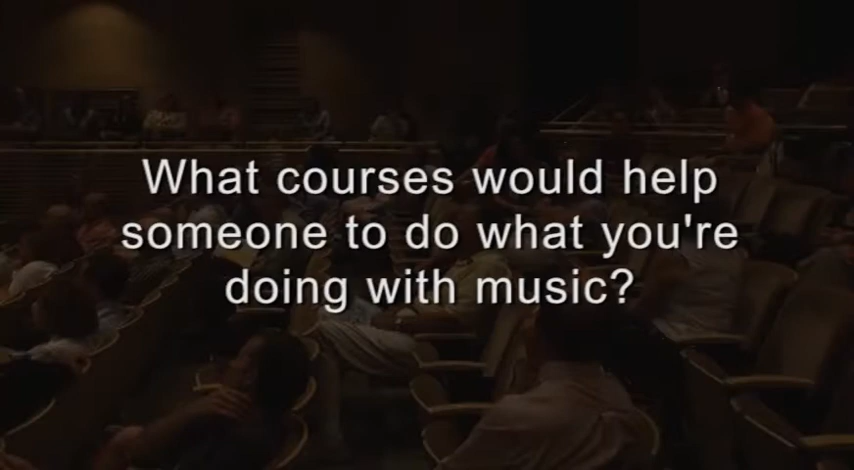 What courses would help
someone to do what you're
doing with music?